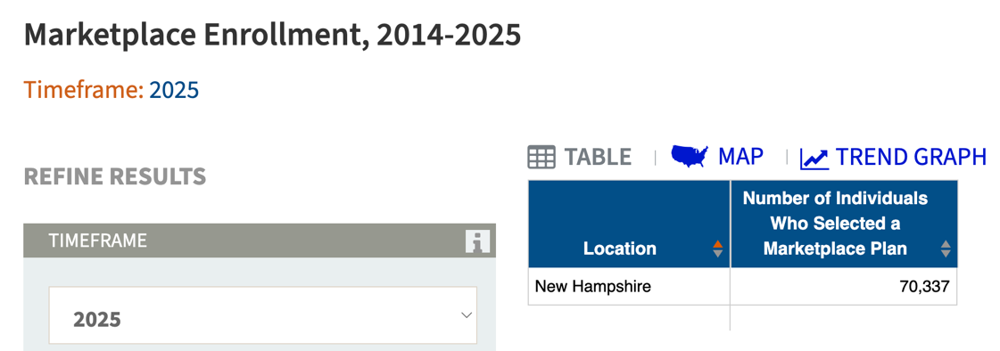 Marketplace Enrollment, 2014-2025
Timeframe: 2025
REFINE RESULTS
TIMEFRAME
2025
TABLE | MAP | TREND GRAPH
Location
Number of Individuals
Who Selected a
Marketplace Plan
New Hampshire 70,337